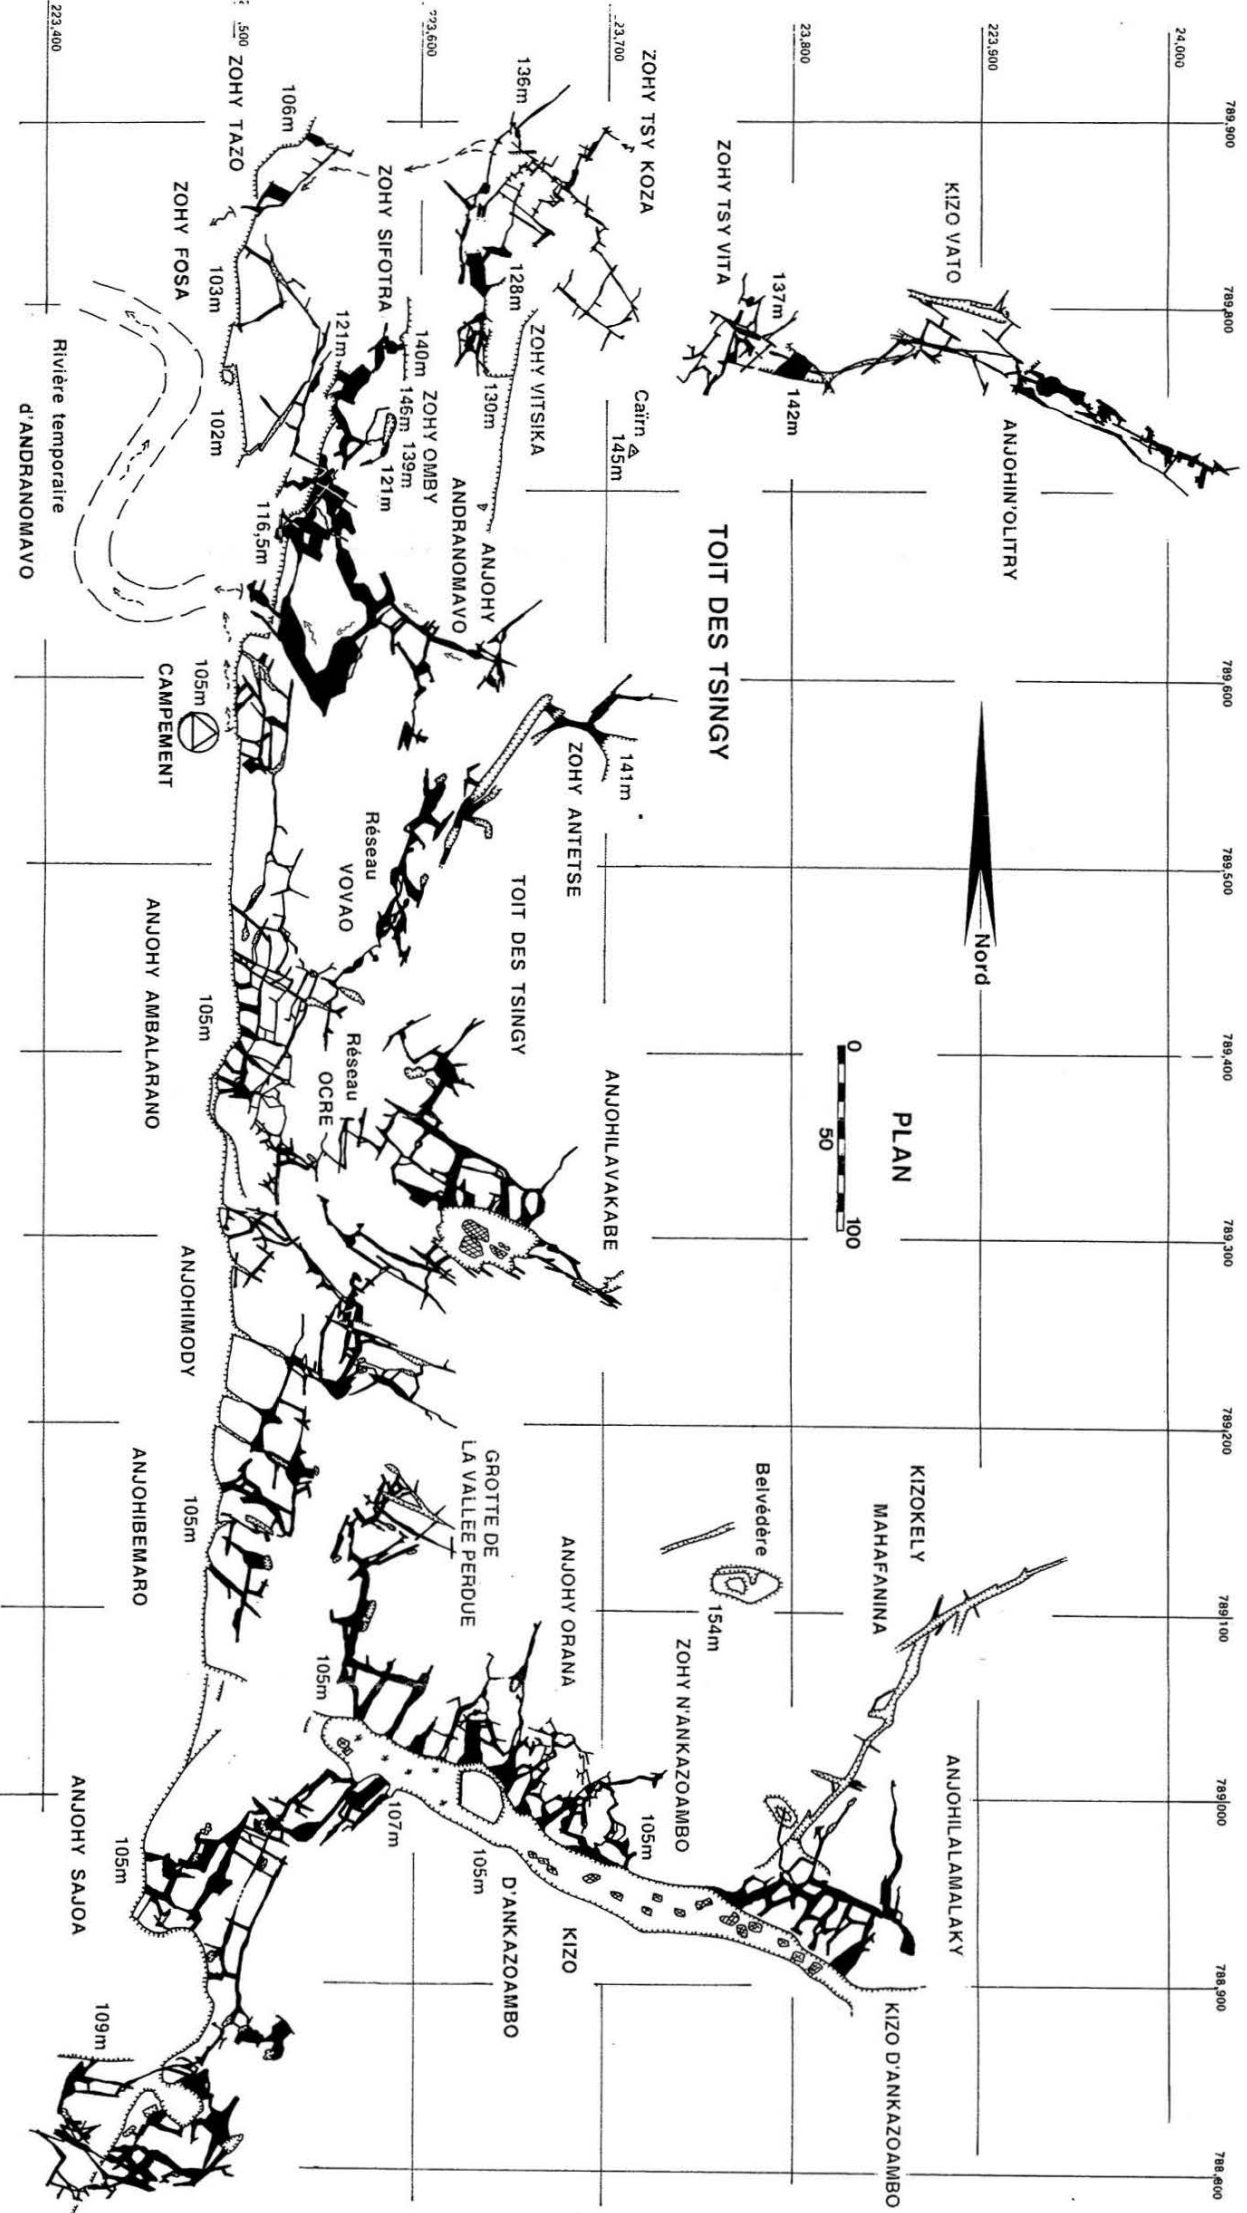 223,400
,500
223,600
23,700
23,800
223,900
24,000
789,900
789,800
789,600
789,500
789,400
789,300
789,200
789,100
789,000
788,900
788,800
ZOHY TAZO
106m
136m
ZOHY TSY KOZA
ZOHY TSY VITA
KIZO VATO
ZOHY FOSA
103m
ZOHY SIFOTRA
128m
137m
121m
140m
ZOHY VITSIKA
130m
142m
Rivière temporaire
d'ANDRANOMAVO
102m
146m
139m
121m
ZOHY OMBY
Caïrn
145m
ANJOHIN'OLITRY
116,5m
ANJOHY
ANDRANOMAVO
TOIT DES TSINGY
105m
CAMPEMENT
141m
ZOHY ANTETSE
Réseau
VOVAO
TOIT DES TSINGY
Nord
ANJOHY AMBALARANO
105m
Réseau
OCRE
ANJOHILAVAKABE
PLAN
0
50
100
ANJOHIMODY
ANJOHIBEMARO
105m
GROTTE DE
LA VALLEE PERDUE
ANJOHY ORANA
Belvédère
154m
KIZOKELY
MAHAFANINA
105m
ZOHY N'ANKAZOAMBO
ANJOHILALAMALAKY
107m
105m
105m
ANJOHY SAJOA
105m
KIZO
D'ANKAZOAMBO
KIZO D'ANKAZOAMBO
109m